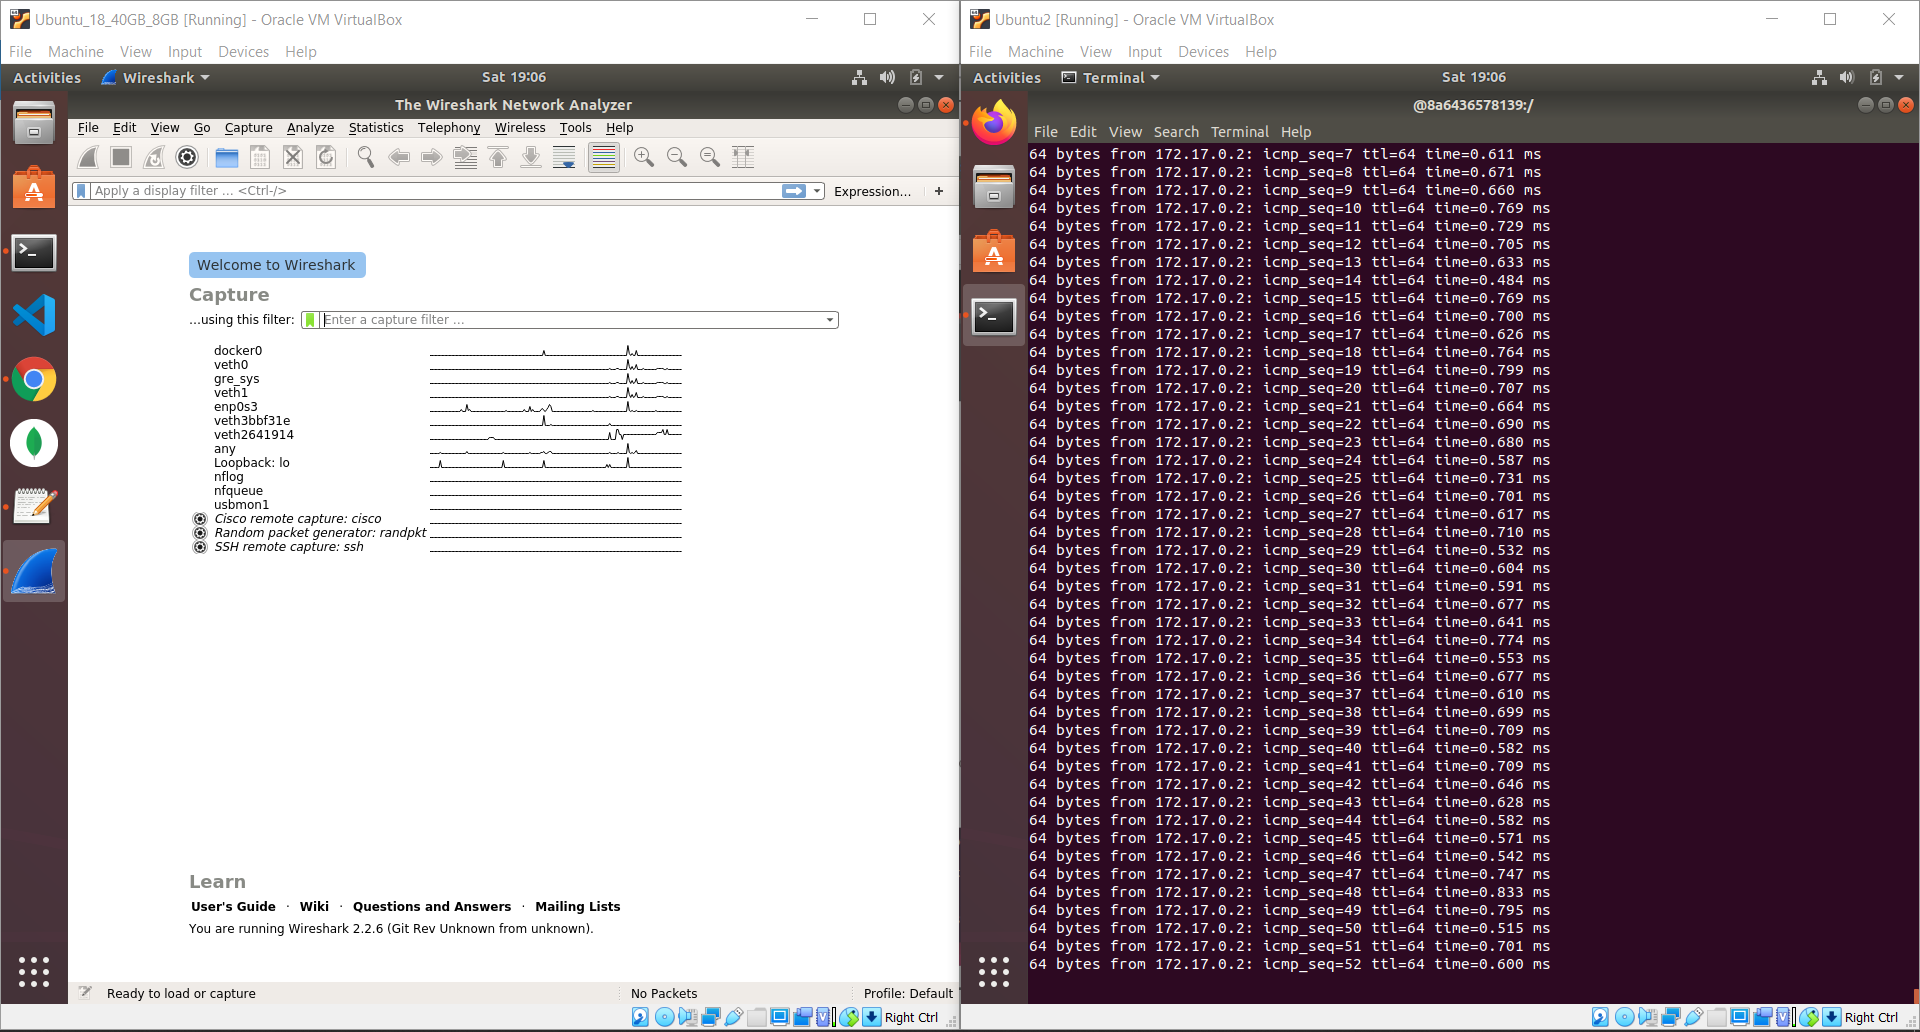 Ubuntu_18_40GB_8GB [Running] - Oracle VM VirtualBox
File Machine View Input Devices Help
Activities Wireshark Sat 19:06
The Wireshark Network Analyzer
File Edit View Go Capture Analyze Statistics Telephony Wireless Tools Help
Apply a display filter ... <Ctrl-/> Expression... +
Welcome to Wireshark
Capture
...using this filter: Enter a capture filter ...
docker0
veth0
gre_sys
veth1
enp0s3
veth3bbf31e
veth2641914
any
Loopback: lo
nflog
nfqueue
usbmon1
Cisco remote capture: cisco
Random packet generator: randpkt
SSH remote capture: ssh
Learn
User's Guide · Wiki · Questions and Answers · Mailing Lists
You are running Wireshark 2.2.6 (Git Rev Unknown from unknown).
Ready to load or capture No Packets Profile: Default
Right Ctrl
Ubuntu2 [Running] - Oracle VM VirtualBox
File Machine View Input Devices Help
Activities Terminal Sat 19:06
@8a6436578139:/
File Edit View Search Terminal Help
64 bytes from 172.17.0.2: icmp_seq=7 ttl=64 time=0.611 ms
64 bytes from 172.17.0.2: icmp_seq=8 ttl=64 time=0.671 ms
64 bytes from 172.17.0.2: icmp_seq=9 ttl=64 time=0.660 ms
64 bytes from 172.17.0.2: icmp_seq=10 ttl=64 time=0.769 ms
64 bytes from 172.17.0.2: icmp_seq=11 ttl=64 time=0.729 ms
64 bytes from 172.17.0.2: icmp_seq=12 ttl=64 time=0.705 ms
64 bytes from 172.17.0.2: icmp_seq=13 ttl=64 time=0.633 ms
64 bytes from 172.17.0.2: icmp_seq=14 ttl=64 time=0.484 ms
64 bytes from 172.17.0.2: icmp_seq=15 ttl=64 time=0.769 ms
64 bytes from 172.17.0.2: icmp_seq=16 ttl=64 time=0.700 ms
64 bytes from 172.17.0.2: icmp_seq=17 ttl=64 time=0.626 ms
64 bytes from 172.17.0.2: icmp_seq=18 ttl=64 time=0.764 ms
64 bytes from 172.17.0.2: icmp_seq=19 ttl=64 time=0.799 ms
64 bytes from 172.17.0.2: icmp_seq=20 ttl=64 time=0.707 ms
64 bytes from 172.17.0.2: icmp_seq=21 ttl=64 time=0.664 ms
64 bytes from 172.17.0.2: icmp_seq=22 ttl=64 time=0.690 ms
64 bytes from 172.17.0.2: icmp_seq=23 ttl=64 time=0.680 ms
64 bytes from 172.17.0.2: icmp_seq=24 ttl=64 time=0.587 ms
64 bytes from 172.17.0.2: icmp_seq=25 ttl=64 time=0.731 ms
64 bytes from 172.17.0.2: icmp_seq=26 ttl=64 time=0.701 ms
64 bytes from 172.17.0.2: icmp_seq=27 ttl=64 time=0.617 ms
64 bytes from 172.17.0.2: icmp_seq=28 ttl=64 time=0.710 ms
64 bytes from 172.17.0.2: icmp_seq=29 ttl=64 time=0.532 ms
64 bytes from 172.17.0.2: icmp_seq=30 ttl=64 time=0.604 ms
64 bytes from 172.17.0.2: icmp_seq=31 ttl=64 time=0.591 ms
64 bytes from 172.17.0.2: icmp_seq=32 ttl=64 time=0.677 ms
64 bytes from 172.17.0.2: icmp_seq=33 ttl=64 time=0.641 ms
64 bytes from 172.17.0.2: icmp_seq=34 ttl=64 time=0.774 ms
64 bytes from 172.17.0.2: icmp_seq=35 ttl=64 time=0.553 ms
64 bytes from 172.17.0.2: icmp_seq=36 ttl=64 time=0.677 ms
64 bytes from 172.17.0.2: icmp_seq=37 ttl=64 time=0.610 ms
64 bytes from 172.17.0.2: icmp_seq=38 ttl=64 time=0.699 ms
64 bytes from 172.17.0.2: icmp_seq=39 ttl=64 time=0.709 ms
64 bytes from 172.17.0.2: icmp_seq=40 ttl=64 time=0.582 ms
64 bytes from 172.17.0.2: icmp_seq=41 ttl=64 time=0.709 ms
64 bytes from 172.17.0.2: icmp_seq=42 ttl=64 time=0.646 ms
64 bytes from 172.17.0.2: icmp_seq=43 ttl=64 time=0.628 ms
64 bytes from 172.17.0.2: icmp_seq=44 ttl=64 time=0.582 ms
64 bytes from 172.17.0.2: icmp_seq=45 ttl=64 time=0.571 ms
64 bytes from 172.17.0.2: icmp_seq=46 ttl=64 time=0.542 ms
64 bytes from 172.17.0.2: icmp_seq=47 ttl=64 time=0.747 ms
64 bytes from 172.17.0.2: icmp_seq=48 ttl=64 time=0.833 ms
64 bytes from 172.17.0.2: icmp_seq=49 ttl=64 time=0.795 ms
64 bytes from 172.17.0.2: icmp_seq=50 ttl=64 time=0.515 ms
64 bytes from 172.17.0.2: icmp_seq=51 ttl=64 time=0.701 ms
64 bytes from 172.17.0.2: icmp_seq=52 ttl=64 time=0.600 ms
Right Ctrl